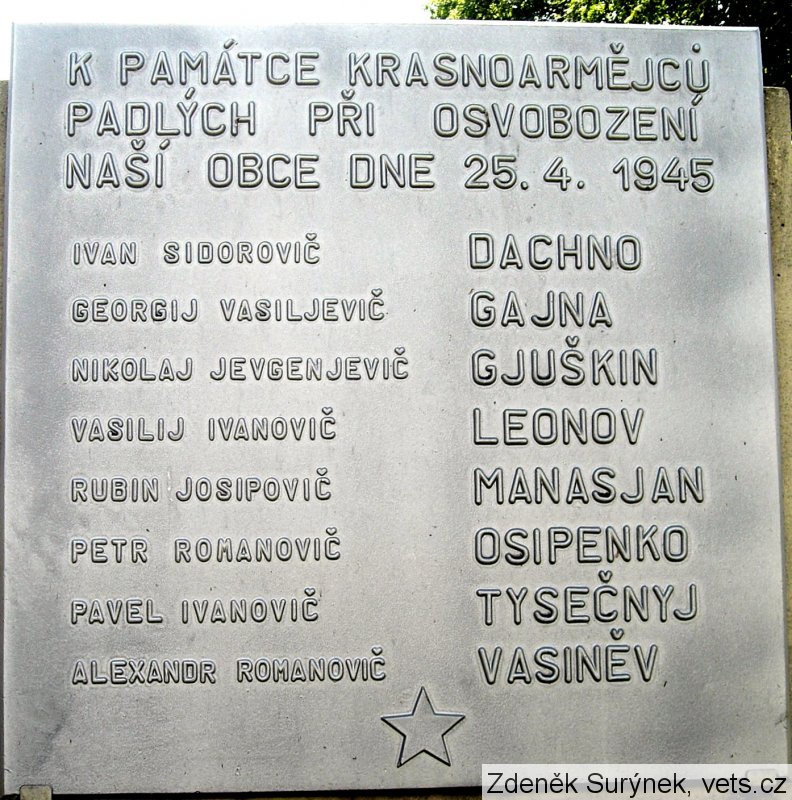 K PAMÁTCE KRASNOARMĚJCŮ
PADLÝCH PŘI OSVOBOZENÍ
NAŠÍ OBCE DNE 25. 4. 1945
IVAN SIDOROVIČ DACHNO
GEORGIJ VASILJEVIČ GAJNA
NIKOLAJ JEVGENJEVIČ GJUŠKIN
VASILIJ IVANOVIČ LEONOV
RUBIN JOSIPOVIČ MANASJAN
PETR ROMANOVIČ OSIPENKO
PAVEL IVANOVIČ TYSEČNYJ
ALEXANDR ROMANOVIČ VASINĚV
Zdeněk Surýnek, vets.cz